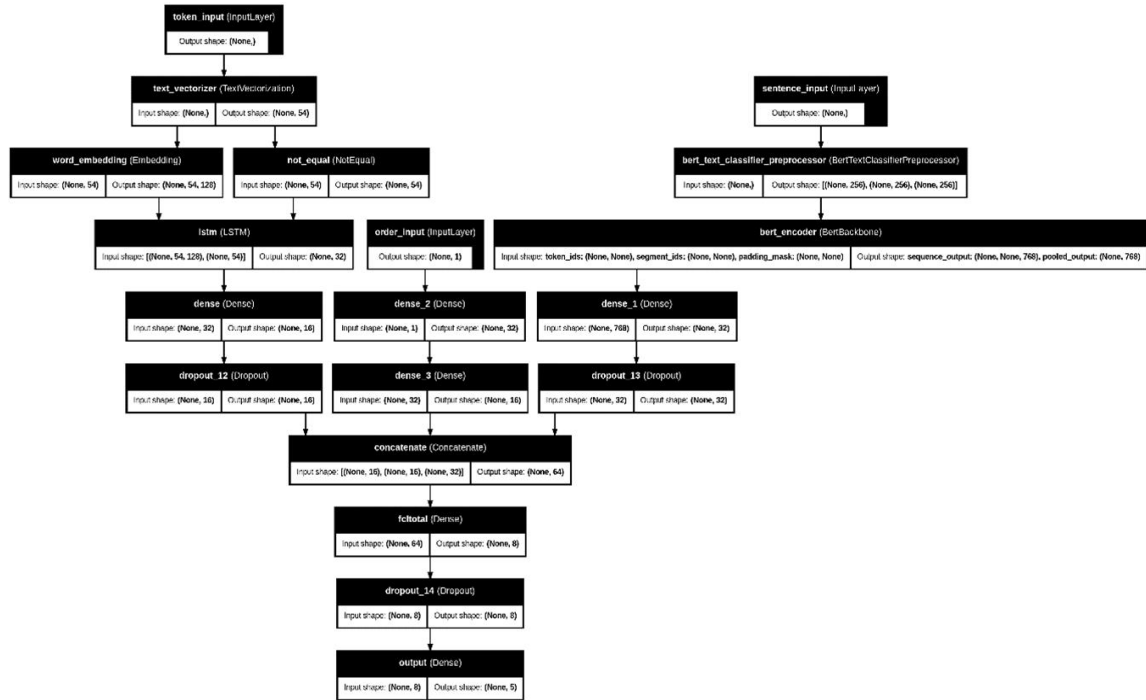 token_input (InputLayer)
Output shape: (None,)
text_vectorizer (TextVectorization)
Input shape: (None,) Output shape: (None, 54)
sentence_input (InputLayer)
Output shape: (None,)
word_embedding (Embedding)
Input shape: (None, 54) Output shape: (None, 54, 128)
not_equal (NotEqual)
Input shape: (None, 54) Output shape: (None, 54)
bert_text_classifier_preprocessor (BertTextClassifierPreprocessor)
Input shape: (None,) Output shape: [(None, 256), (None, 256), (None, 256)]
lstm (LSTM)
Input shape: [(None, 54, 128), (None, 54)] Output shape: (None, 32)
order_input (InputLayer)
Output shape: (None, 1)
bert_encoder (BertBackbone)
Input shape: token_ids: (None, None), segment_ids: (None, None), padding_mask: (None, None) Output shape: sequence_output: (None, None, 768), pooled_output: (None, 768)
dense (Dense)
Input shape: (None, 32) Output shape: (None, 16)
dense_2 (Dense)
Input shape: (None, 1) Output shape: (None, 32)
dense_1 (Dense)
Input shape: (None, 768) Output shape: (None, 32)
dropout_12 (Dropout)
Input shape: (None, 16) Output shape: (None, 16)
dense_3 (Dense)
Input shape: (None, 32) Output shape: (None, 16)
dropout_13 (Dropout)
Input shape: (None, 32) Output shape: (None, 32)
concatenate (Concatenate)
Input shape: [(None, 16), (None, 16), (None, 32)] Output shape: (None, 64)
fcltotal (Dense)
Input shape: (None, 64) Output shape: (None, 8)
dropout_14 (Dropout)
Input shape: (None, 8) Output shape: (None, 8)
output (Dense)
Input shape: (None, 8) Output shape: (None, 5)